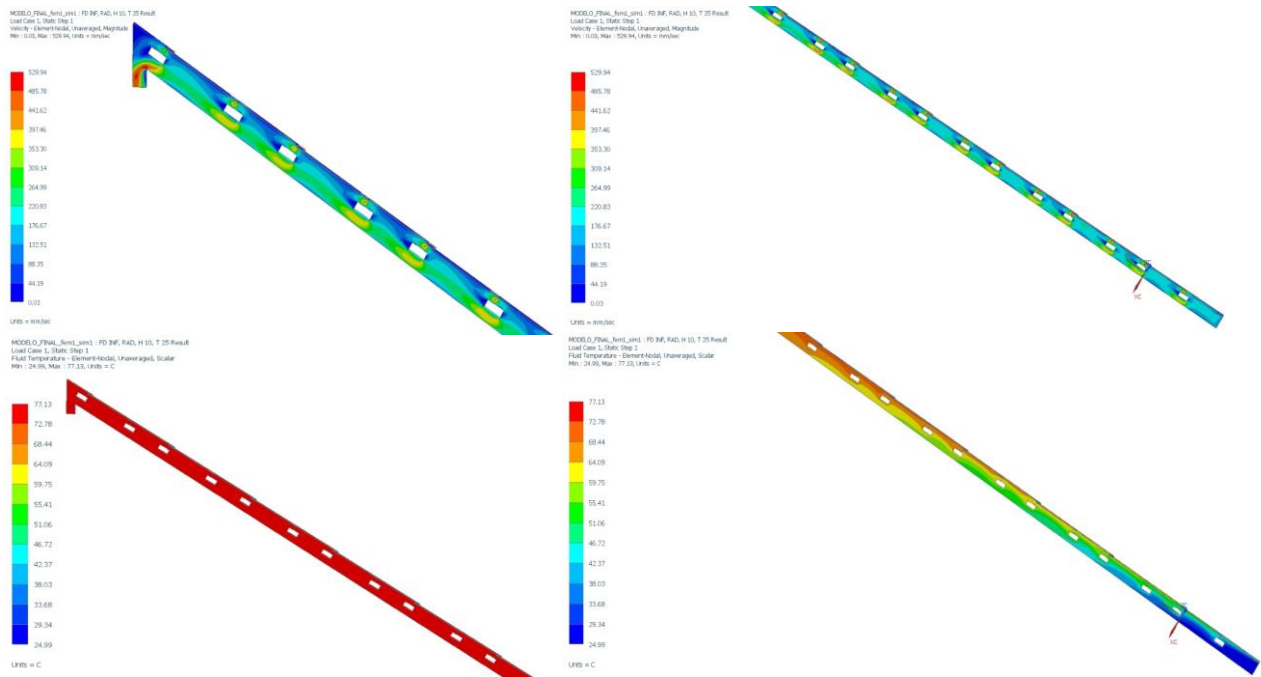 MODELO_FINAL_fem1_sim1 : FD INF, RAD, H 10, T 25 Result
Load Case 1, Static Step 1
Velocity - Element-Nodal, Unaveraged, Magnitude
Min : 0.03, Max : 529.94, Units = mm/sec
529.94
485.78
441.62
397.46
353.30
309.14
264.99
220.83
176.67
132.51
88.35
44.19
0.03
Units = mm/sec
MODELO_FINAL_fem1_sim1 : FD INF, RAD, H 10, T 25 Result
Load Case 1, Static Step 1
Velocity - Element-Nodal, Unaveraged, Magnitude
Min : 0.03, Max : 529.94, Units = mm/sec
529.94
485.78
441.62
397.46
353.30
309.14
264.99
220.83
176.67
132.51
88.35
44.19
0.03
Units = mm/sec
YC
MODELO_FINAL_fem1_sim1 : FD INF, RAD, H 10, T 25 Result
Load Case 1, Static Step 1
Fluid Temperature - Element-Nodal, Unaveraged, Scalar
Min : 24.99, Max : 77.13, Units = C
77.13
72.78
68.44
64.09
59.75
55.41
51.06
46.72
42.37
38.03
33.68
29.34
24.99
Units = C
MODELO_FINAL_fem1_sim1 : FD INF, RAD, H 10, T 25 Result
Load Case 1, Static Step 1
Fluid Temperature - Element-Nodal, Unaveraged, Scalar
Min : 24.99, Max : 77.13, Units = C
77.13
72.78
68.44
64.09
59.75
55.41
51.06
46.72
42.37
38.03
33.68
29.34
24.99
Units = C
YC